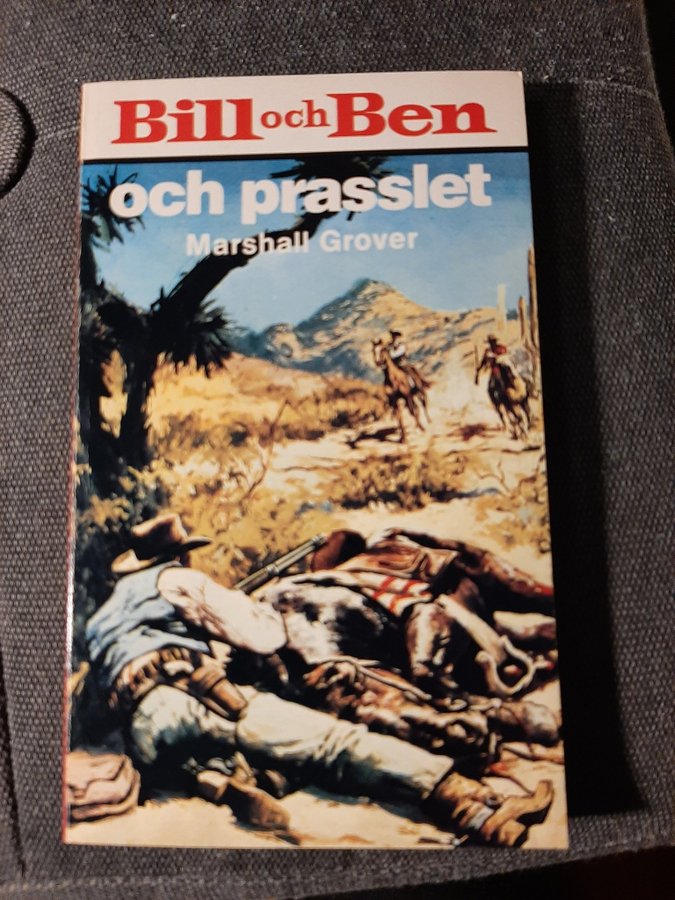 Bill och Ben
och prasslet
Marshall Grover